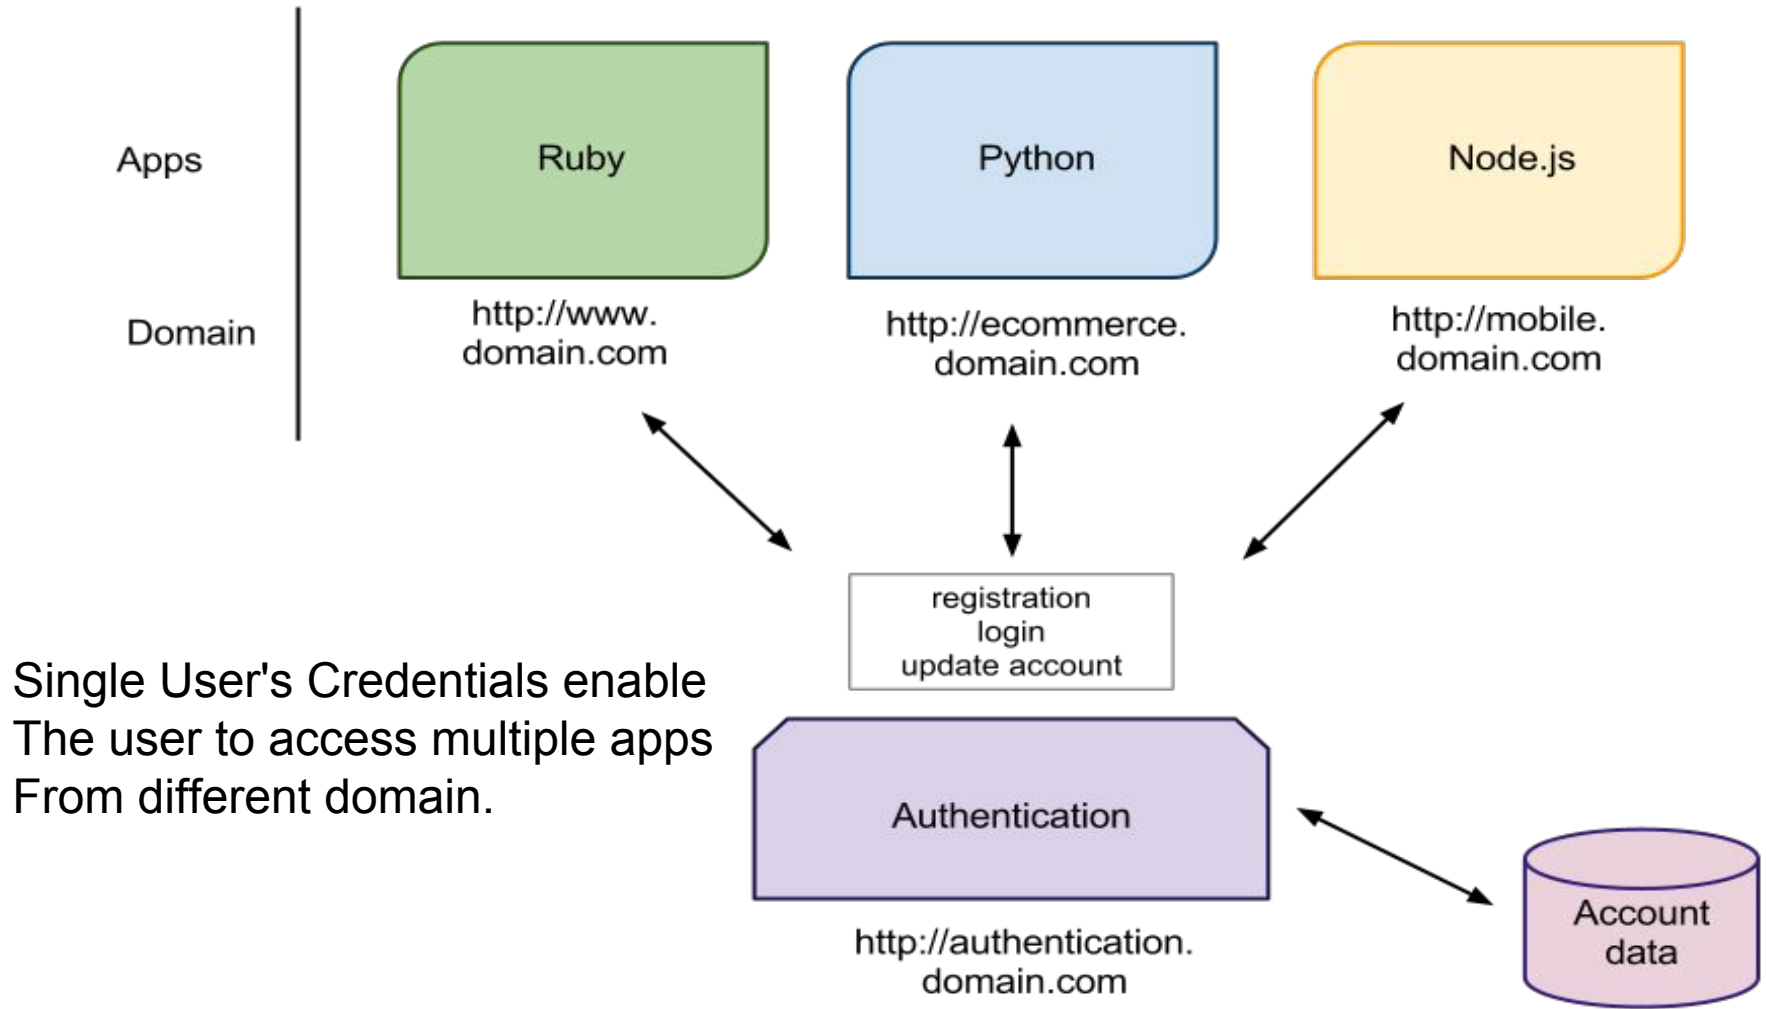 Apps
Ruby
Python
Node.js
Domain
http://www.
domain.com
http://ecommerce.
domain.com
http://mobile.
domain.com
registration
login
update account
Single User's Credentials enable
The user to access multiple apps
From different domain.
Authentication
http://authentication.
domain.com
Account
data